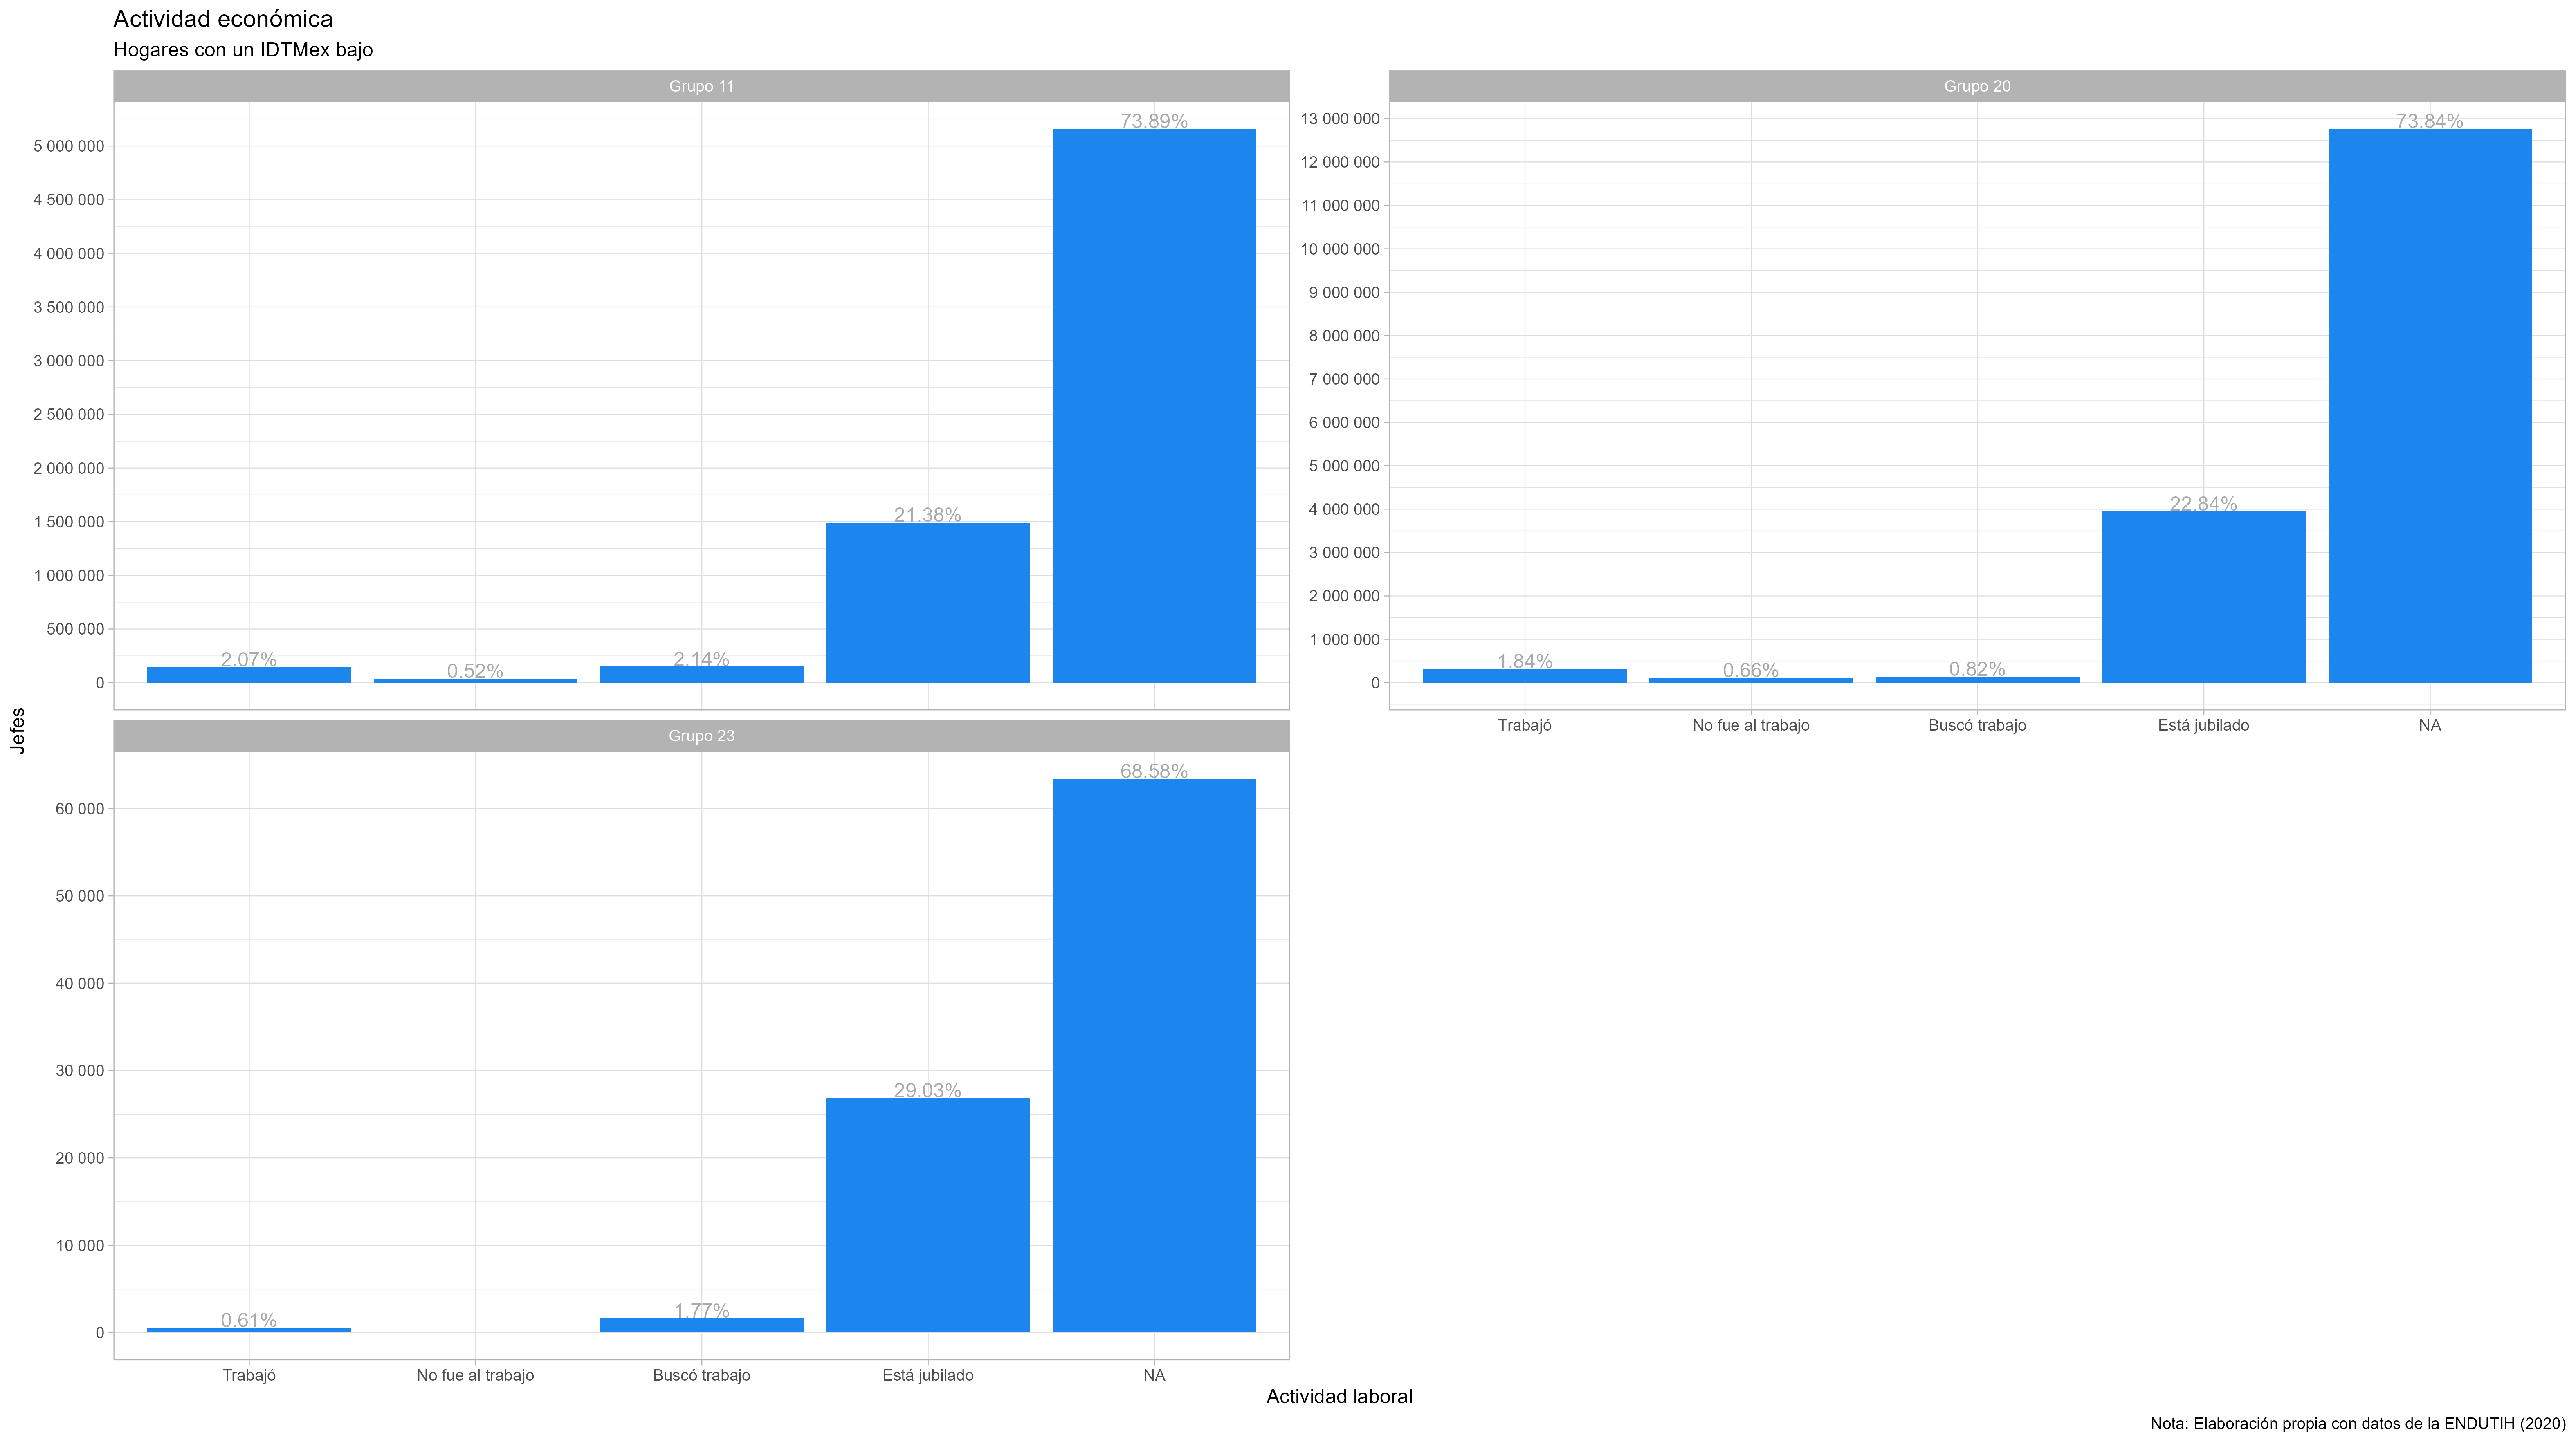 Actividad económica
Hogares con un IDTMex bajo
Grupo 11
5 000 000
4 500 000
4 000 000
3 500 000
3 000 000
2 500 000
2 000 000
1 500 000
1 000 000
500 000
0
2.07%
0.52%
2.14%
21.38%
73.89%
Grupo 20
13 000 000
12 000 000
11 000 000
10 000 000
9 000 000
8 000 000
7 000 000
6 000 000
5 000 000
4 000 000
3 000 000
2 000 000
1 000 000
0
1.84%
0.66%
0.82%
22.84%
73.84%
Trabajó No fue al trabajo Buscó trabajo Está jubilado NA
Jefes
Grupo 23
60 000
50 000
40 000
30 000
20 000
10 000
0
0.61%
1.77%
29.03%
68.58%
Trabajó No fue al trabajo Buscó trabajo Está jubilado NA
Actividad laboral
Nota: Elaboración propia con datos de la ENDUTIH (2020)